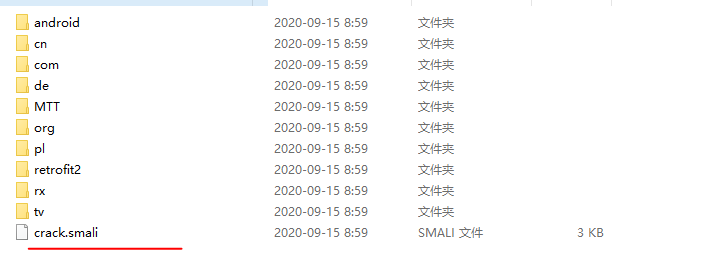 android 2020-09-15 8:59 文件夹
cn 2020-09-15 8:59 文件夹
com 2020-09-15 8:59 文件夹
de 2020-09-15 8:59 文件夹
MTT 2020-09-15 8:59 文件夹
org 2020-09-15 8:59 文件夹
pl 2020-09-15 8:59 文件夹
retrofit2 2020-09-15 8:59 文件夹
rx 2020-09-15 8:59 文件夹
tv 2020-09-15 8:59 文件夹
crack.smali 2020-09-15 8:59 SMALI 文件 3 KB